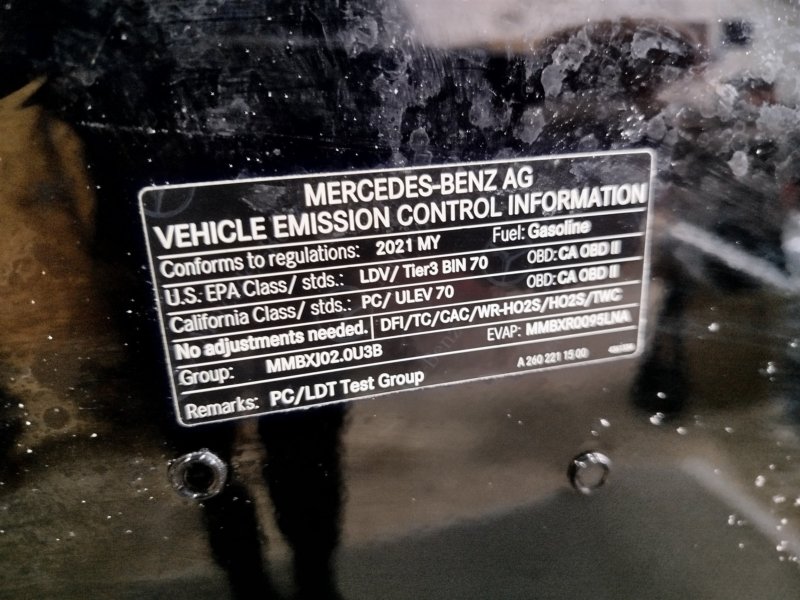 MERCEDES-BENZ AG
VEHICLE EMISSION CONTROL INFORMATION
Conforms to regulations: 2021 MY Fuel: Gasoline
U.S. EPA Class/ stds.: LDV/ Tier3 BIN 70 OBD: CA OBD II
California Class/ stds.: PC/ ULEV 70 OBD: CA OBD II
No adjustments needed. DFI/TC/CAC/WR-HO2S/HO2S/TWC
Group: MMBXJ02.0U3B EVAP: MMBXR0095LNA
Remarks: PC/LDT Test Group A 260 221 15 00